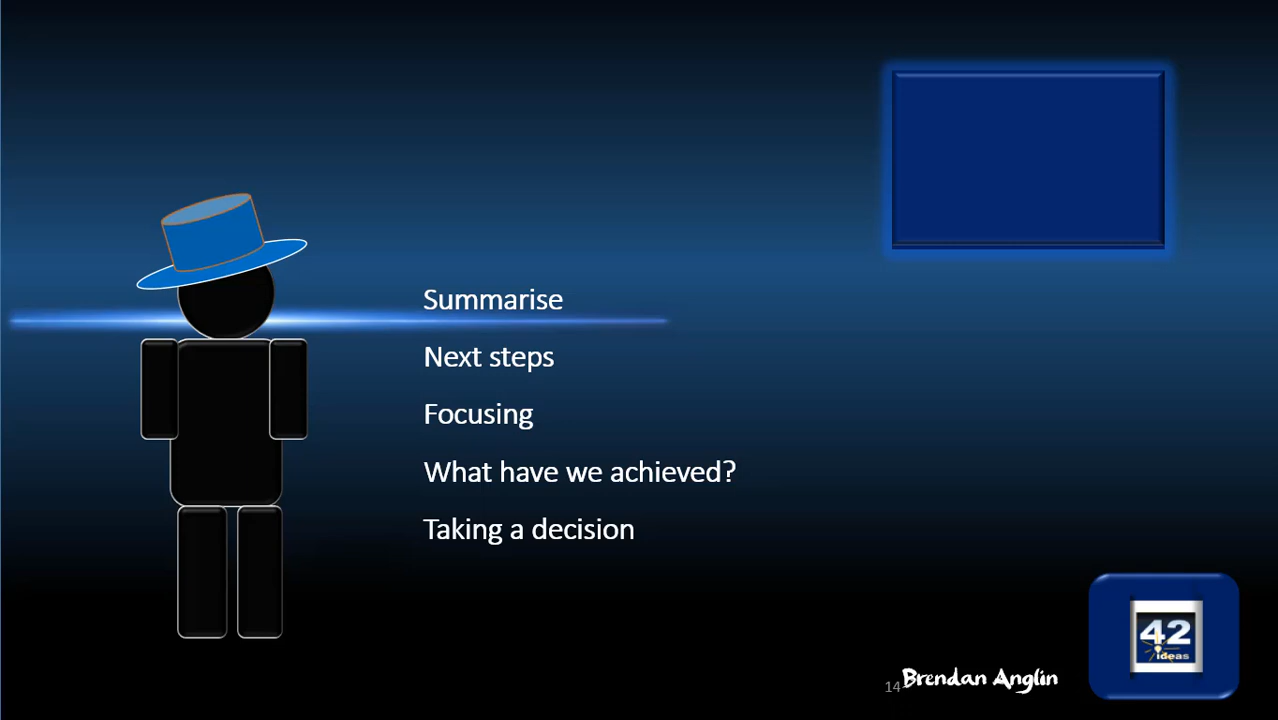 Summarise
Next steps
Focusing
What have we achieved?
Taking a decision
42
ideas
14
Brendan Anglin